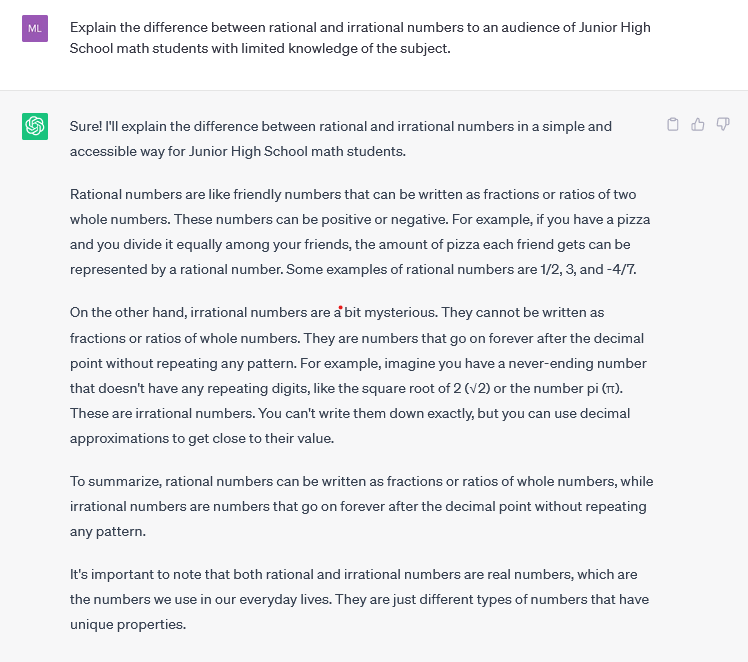 ML
Explain the difference between rational and irrational numbers to an audience of Junior High
School math students with limited knowledge of the subject.
Sure! I'll explain the difference between rational and irrational numbers in a simple and
accessible way for Junior High School math students.
Rational numbers are like friendly numbers that can be written as fractions or ratios of two
whole numbers. These numbers can be positive or negative. For example, if you have a pizza
and you divide it equally among your friends, the amount of pizza each friend gets can be
represented by a rational number. Some examples of rational numbers are 1/2, 3, and -4/7.
On the other hand, irrational numbers are a bit mysterious. They cannot be written as
fractions or ratios of whole numbers. They are numbers that go on forever after the decimal
point without repeating any pattern. For example, imagine you have a never-ending number
that doesn't have any repeating digits, like the square root of 2 (√2) or the number pi (π).
These are irrational numbers. You can't write them down exactly, but you can use decimal
approximations to get close to their value.
To summarize, rational numbers can be written as fractions or ratios of whole numbers, while
irrational numbers are numbers that go on forever after the decimal point without repeating
any pattern.
It's important to note that both rational and irrational numbers are real numbers, which are
the numbers we use in our everyday lives. They are just different types of numbers that have
unique properties.